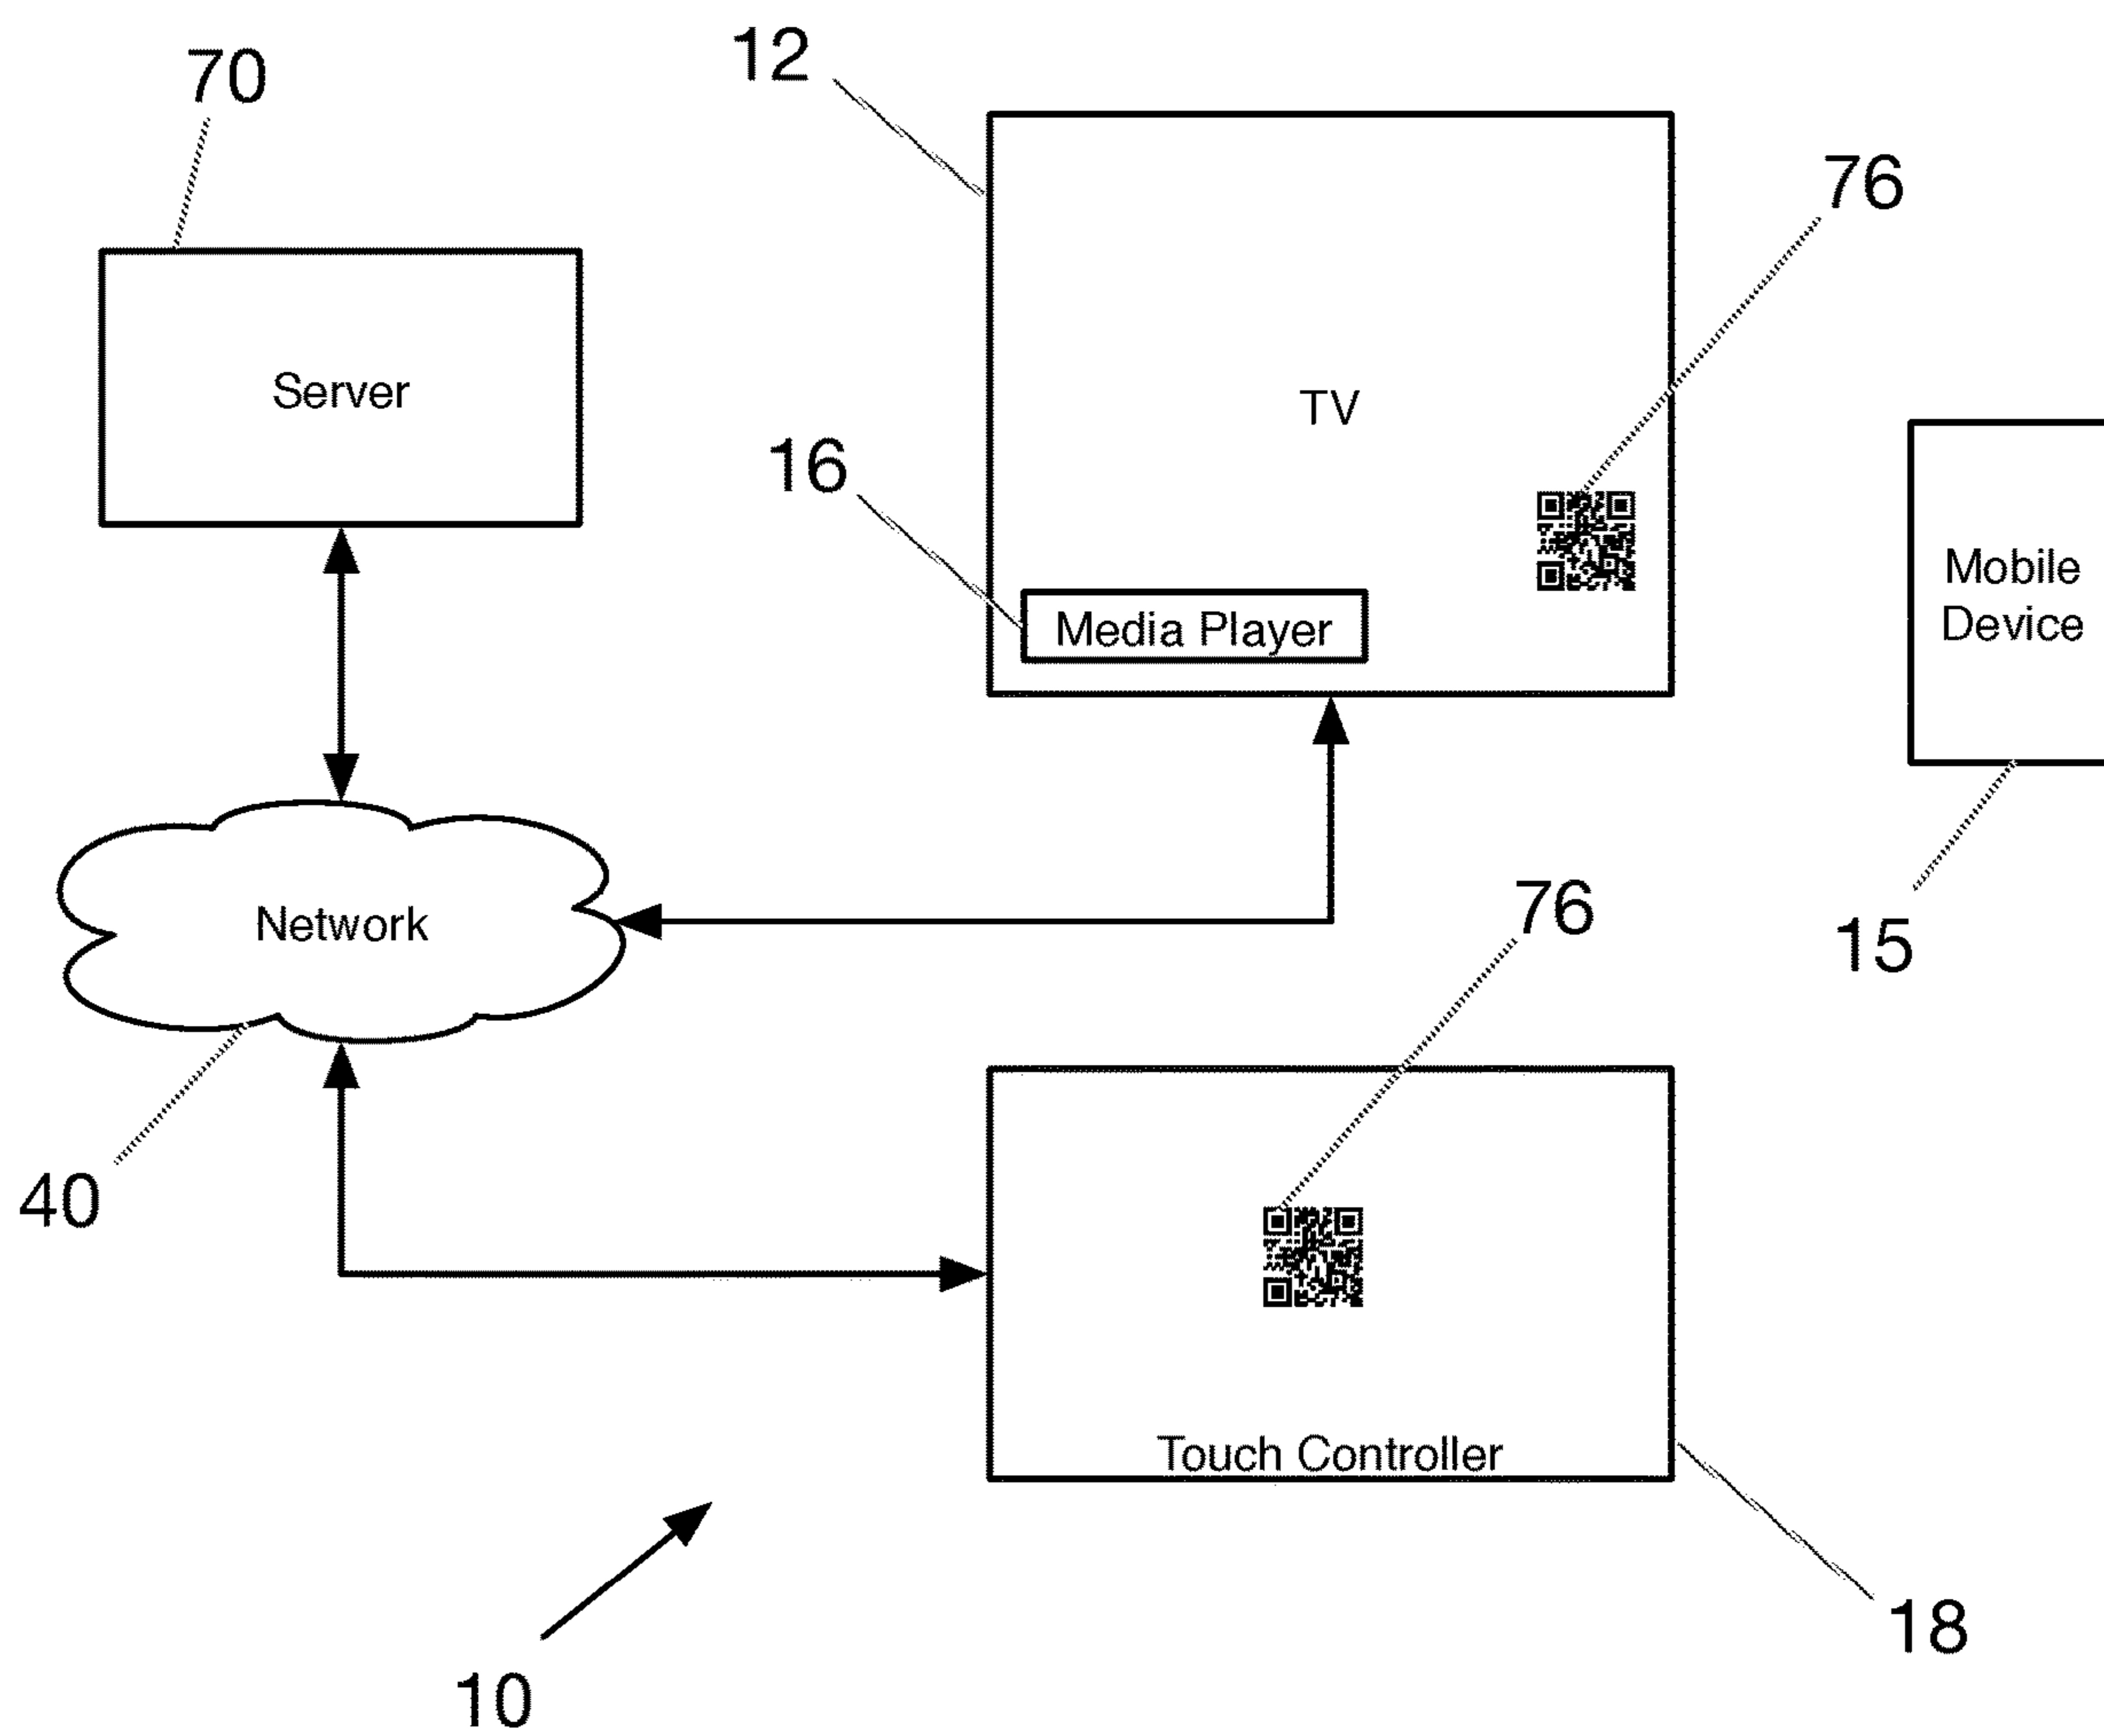 70
12
76
Server
TV
16
Mobile
Device
Media Player
76
15
Network
40
Touch Controller
18
10